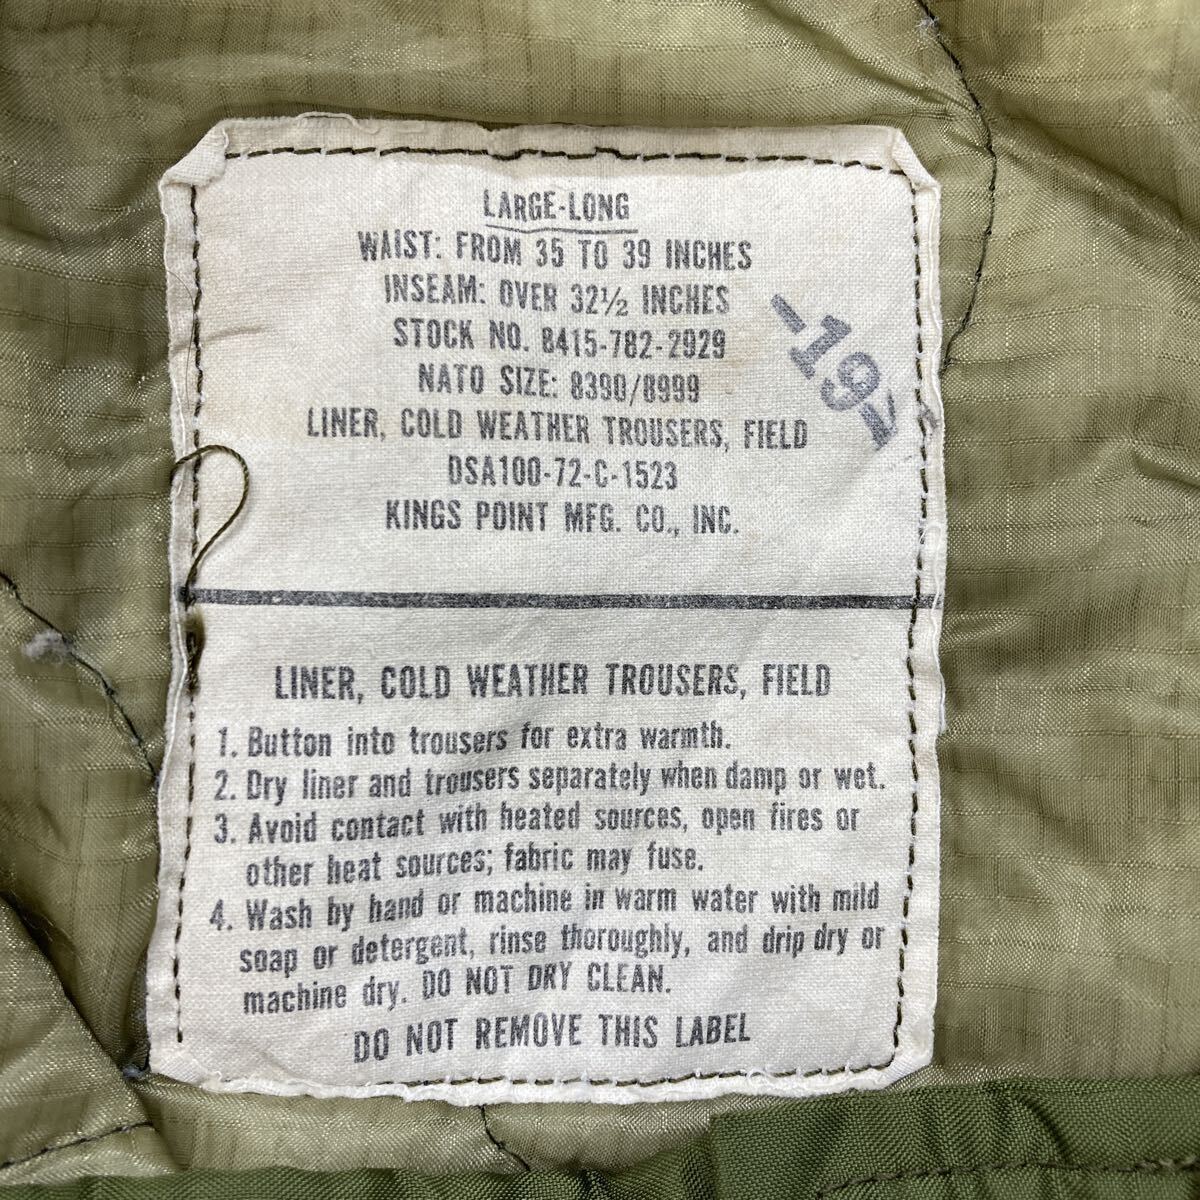 LARGE-LONG
WAIST: FROM 35 TO 39 INCHES
INSEAM: OVER 32½ INCHES
STOCK NO. 8415-782-2929
NATO SIZE: 8390/8999
LINER, COLD WEATHER TROUSERS, FIELD
DSA100-72-C-1523
KINGS POINT MFG. CO., INC.
-19-
LINER, COLD WEATHER TROUSERS, FIELD
1. Button into trousers for extra warmth.
2. Dry liner and trousers separately when damp or wet.
3. Avoid contact with heated sources, open fires or
other heat sources; fabric may fuse.
4. Wash by hand or machine in warm water with mild
soap or detergent, rinse thoroughly, and drip dry or
machine dry. DO NOT DRY CLEAN.
DO NOT REMOVE THIS LABEL